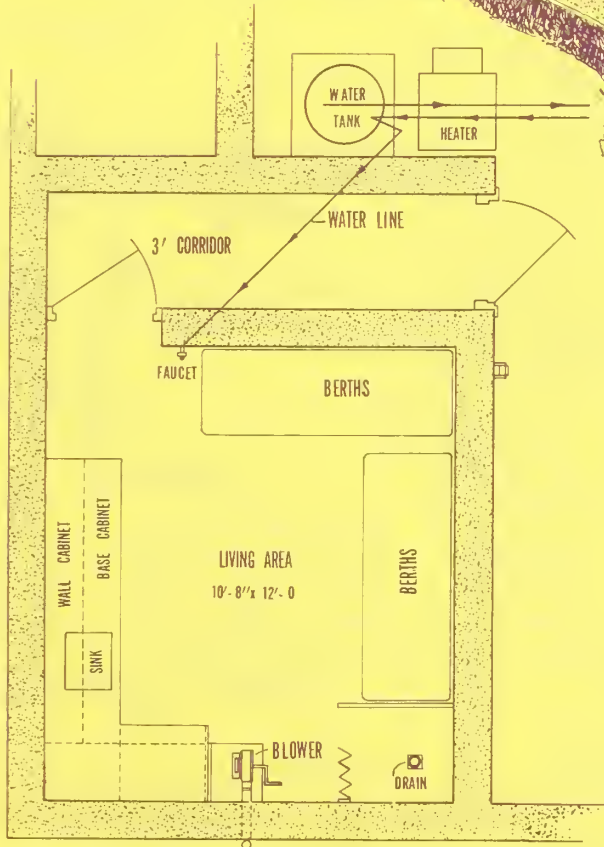 WATER
TANK
HEATER
WATER LINE
3' CORRIDOR
FAUCET
BERTHS
WALL CABINET
BASE CABINET
LIVING AREA
10'-8"x 12'-0
BERTHS
SINK
BLOWER
DRAIN